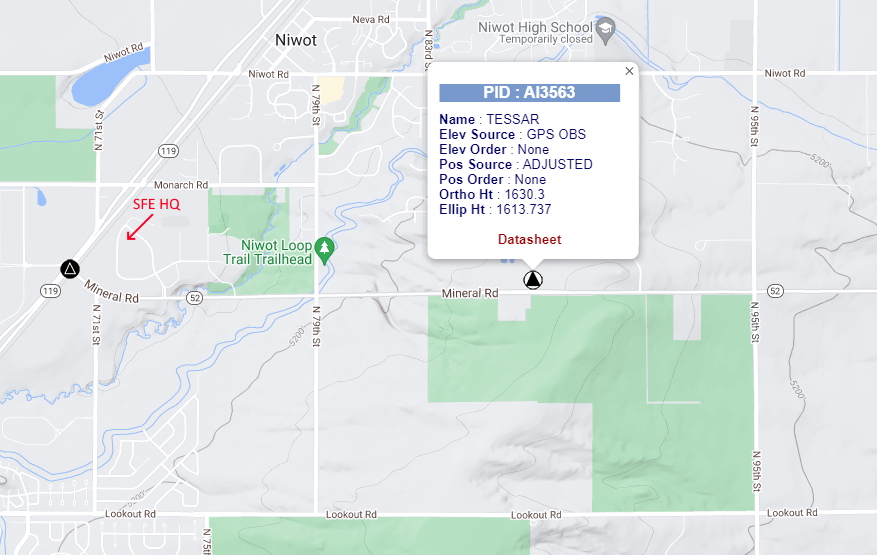 Neva Rd
Niwot
N 83rd St
Niwot High School
Temporarily closed
Niwot Rd
Niwot Rd
Niwot Rd
N 71st St
N 79th St
N 95th St
119
5200'
Monarch Rd
SFE HQ
Niwot Loop
Trail Trailhead
×
PID : AI3563
Name : TESSAR
Elev Source : GPS OBS
Elev Order : None
Pos Source : ADJUSTED
Pos Order : None
Ortho Ht : 1630.3
Ellip Ht : 1613.737
Datasheet
119
Mineral Rd
52
Mineral Rd
52
N 71st St
N 79th St
N 95th St
5200'
5200'
N 95th St
Lookout Rd
Lookout Rd
Lookout Rd
Lookout Rd
N 75th